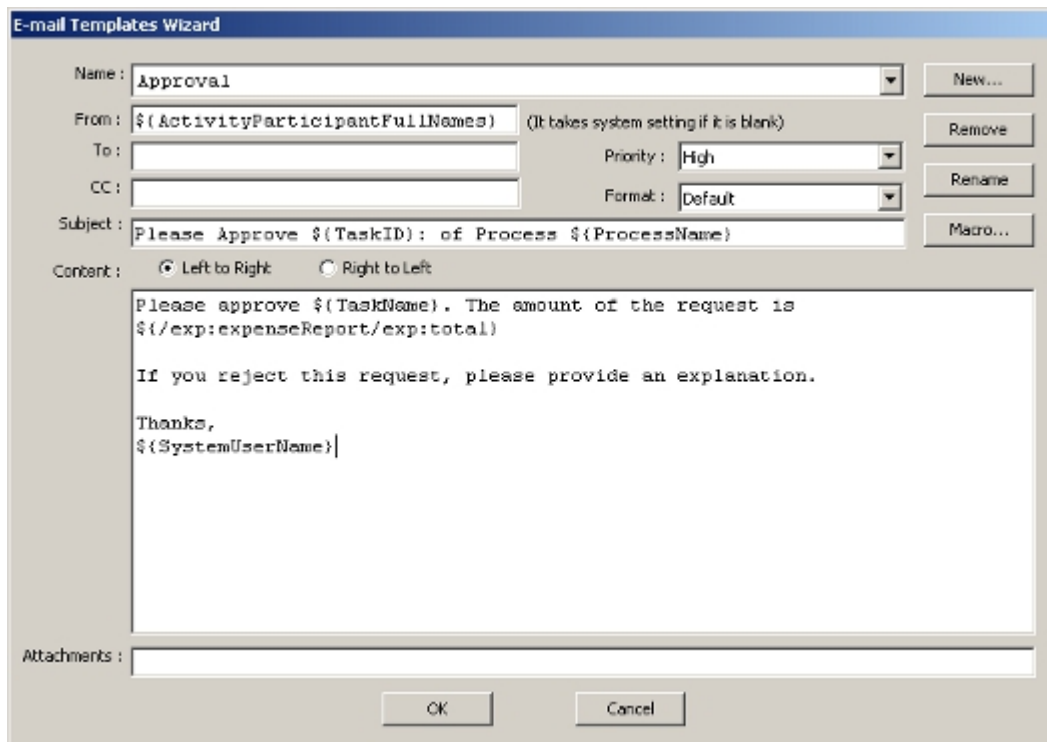 E-mail Templates Wizard
Name : Approval New...
From : ${ActivityParticipantFullNames} (It takes system setting if it is blank) Remove
To : Priority : High
CC : Format : Default Rename
Subject : Please Approve ${TaskID}: of Process ${ProcessName} Macro...
Content : Left to Right Right to Left
Please approve ${TaskName}. The amount of the request is
${/exp:expenseReport/exp:total}
If you reject this request, please provide an explanation.
Thanks,
${SystemUserName}
Attachments :
OK Cancel